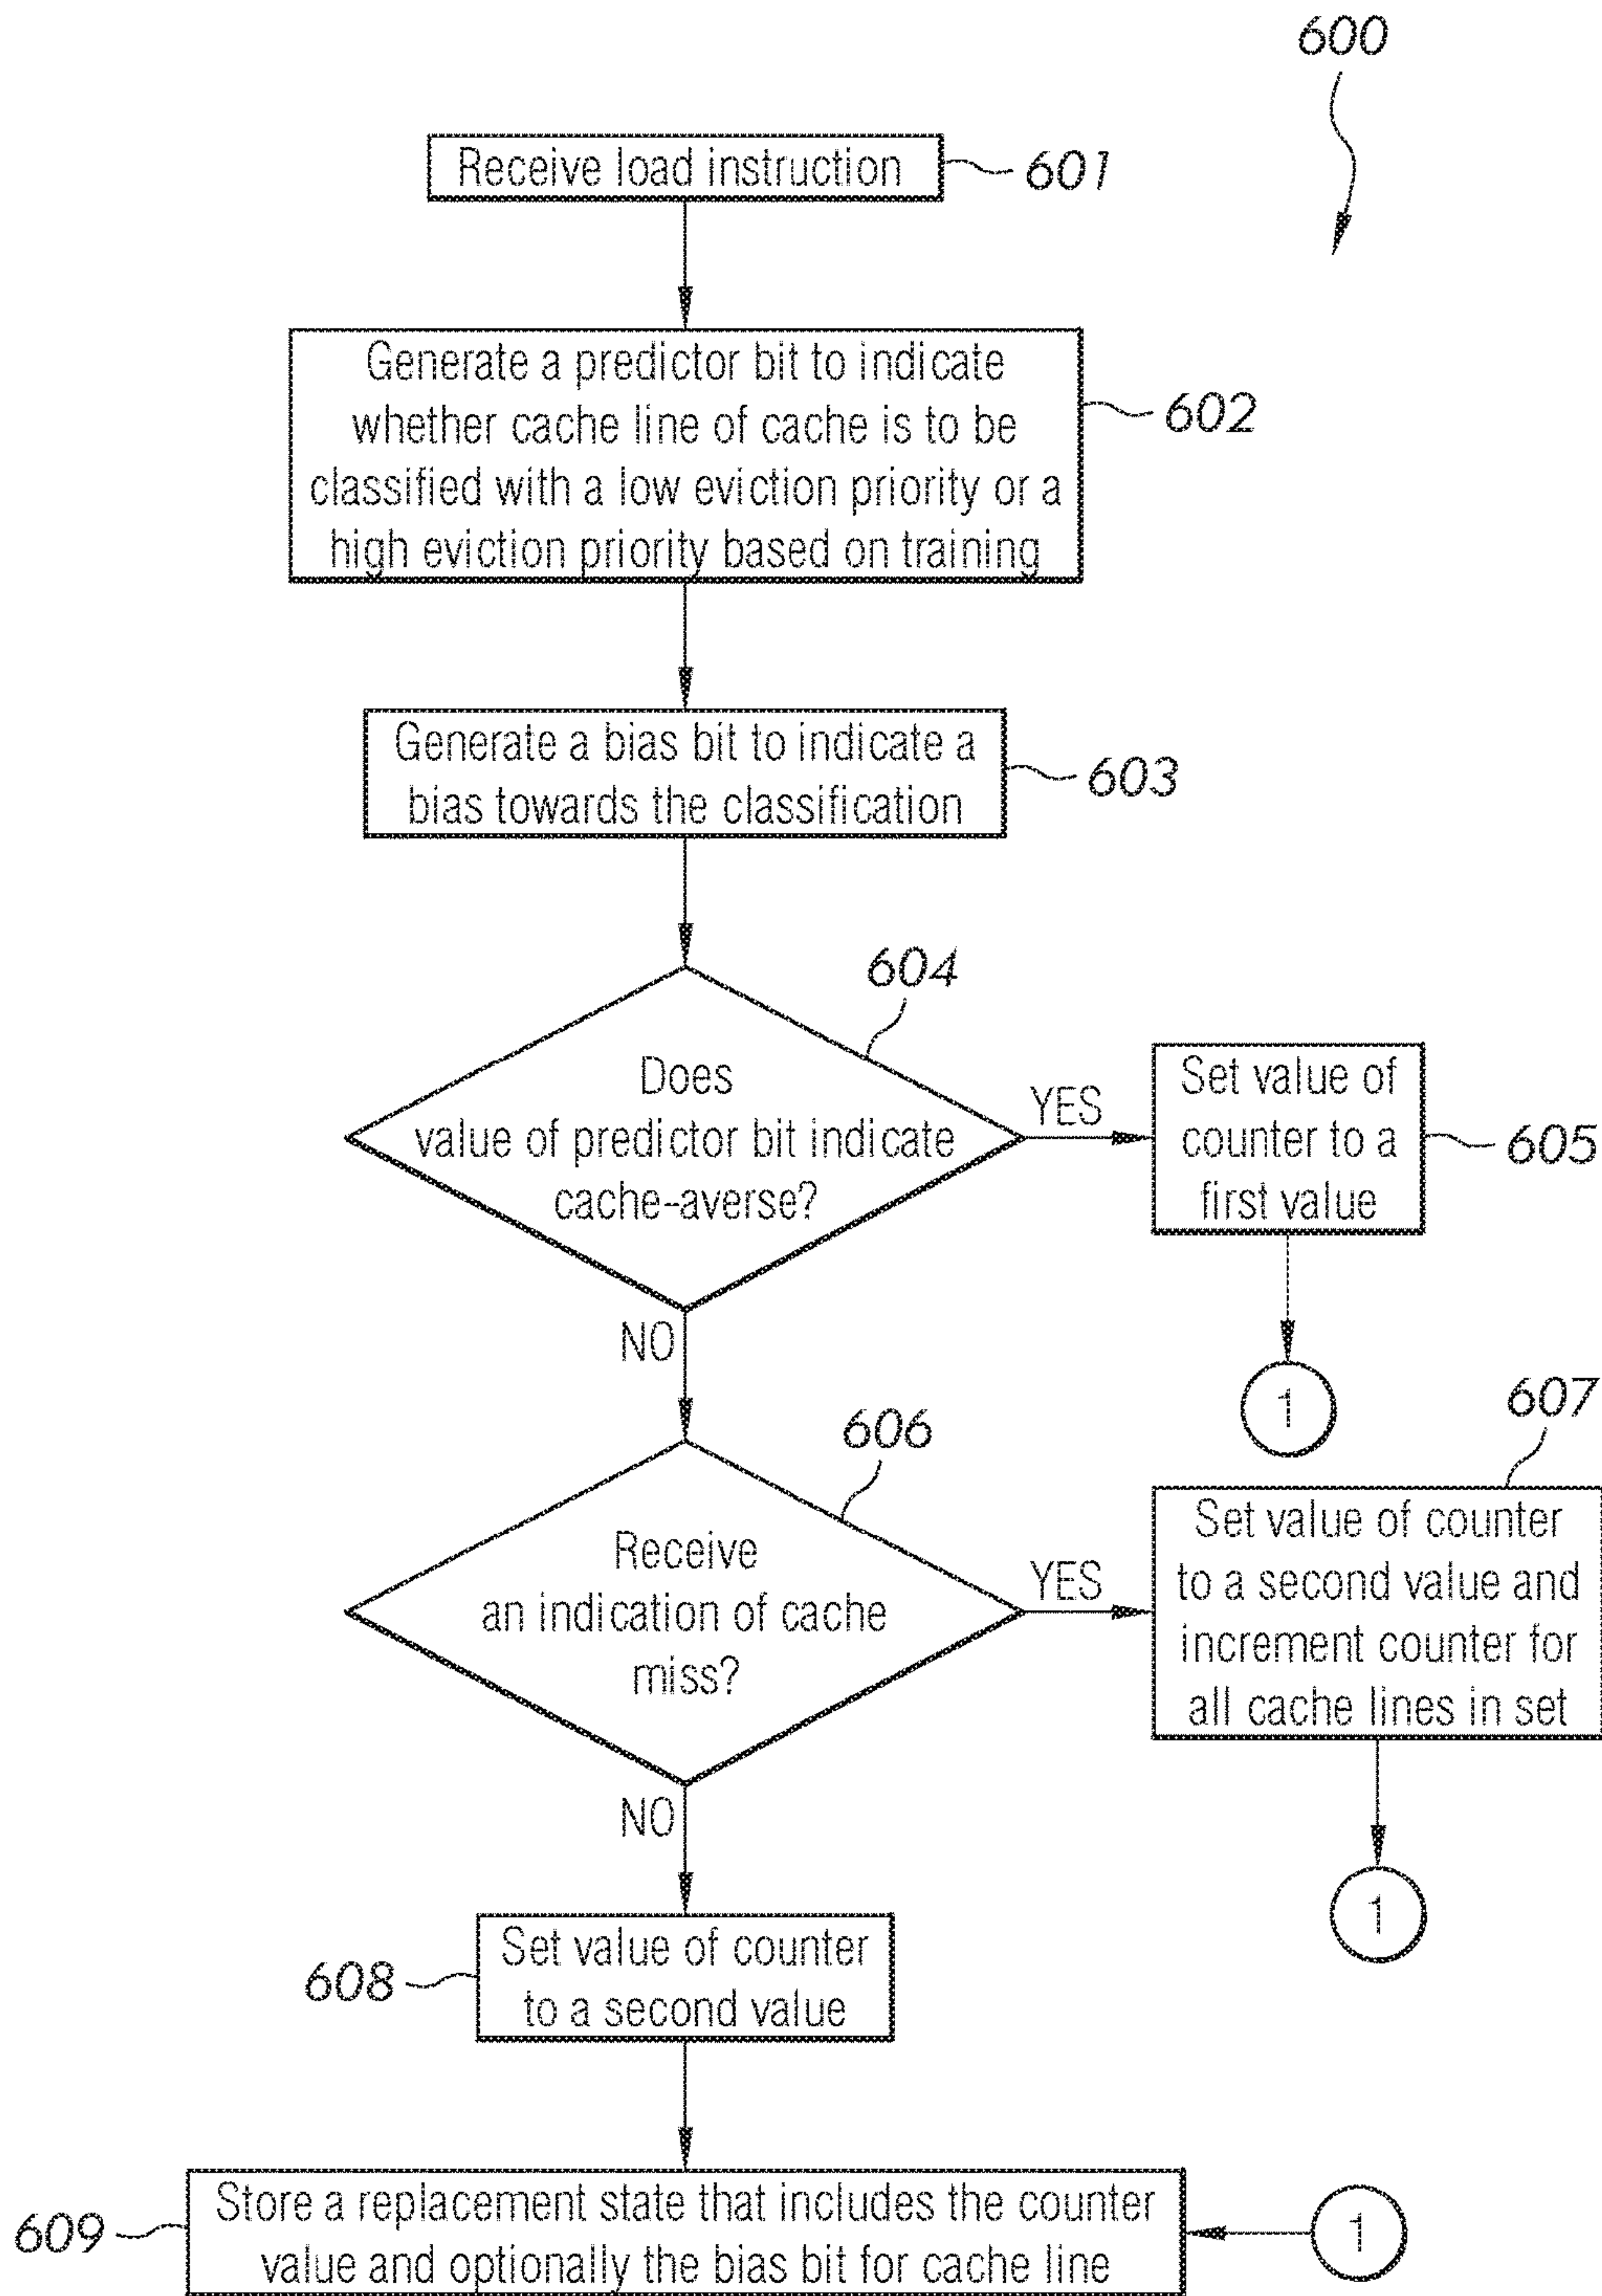 600
Receive load instruction
601
Generate a predictor bit to indicate
whether cache line of cache is to be
classified with a low eviction priority or a
high eviction priority based on training
602
Generate a bias bit to indicate a
bias towards the classification
603
604
Does
value of predictor bit indicate
cache-averse?
YES
Set value of
counter to a
first value
605
1
NO
606
Receive
an indication of cache
miss?
YES
607
Set value of counter
to a second value and
increment counter for
all cache lines in set
1
NO
608
Set value of counter
to a second value
609
Store a replacement state that includes the counter
value and optionally the bias bit for cache line
1